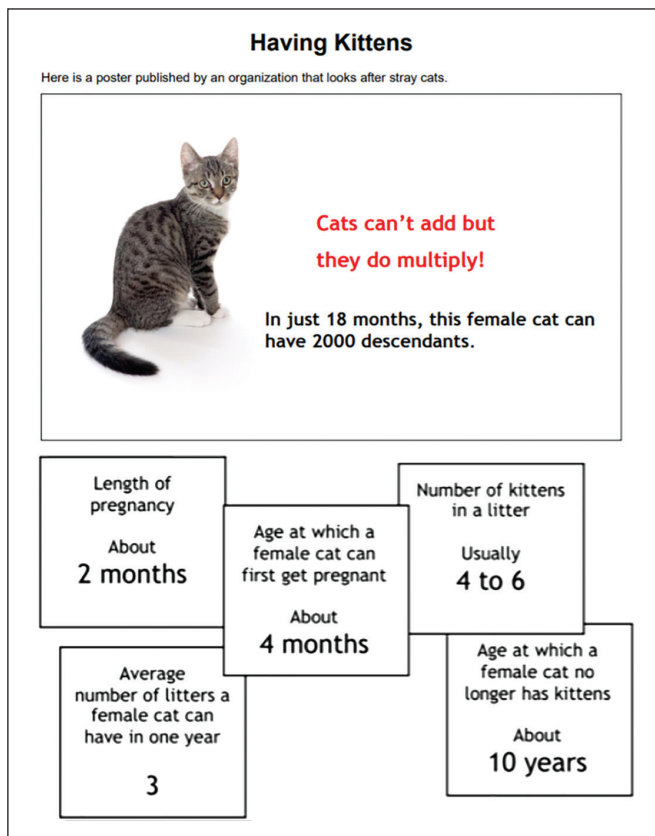 Having Kittens
Here is a poster published by an organization that looks after stray cats.
Cats can't add but
they do multiply!
In just 18 months, this female cat can
have 2000 descendants.
Length of
pregnancy
About
2 months
Age at which a
female cat can
first get pregnant
About
4 months
Number of kittens
in a litter
Usually
4 to 6
Average
number of litters a
female cat can
have in one year
3
Age at which a
female cat no
longer has kittens
About
10 years